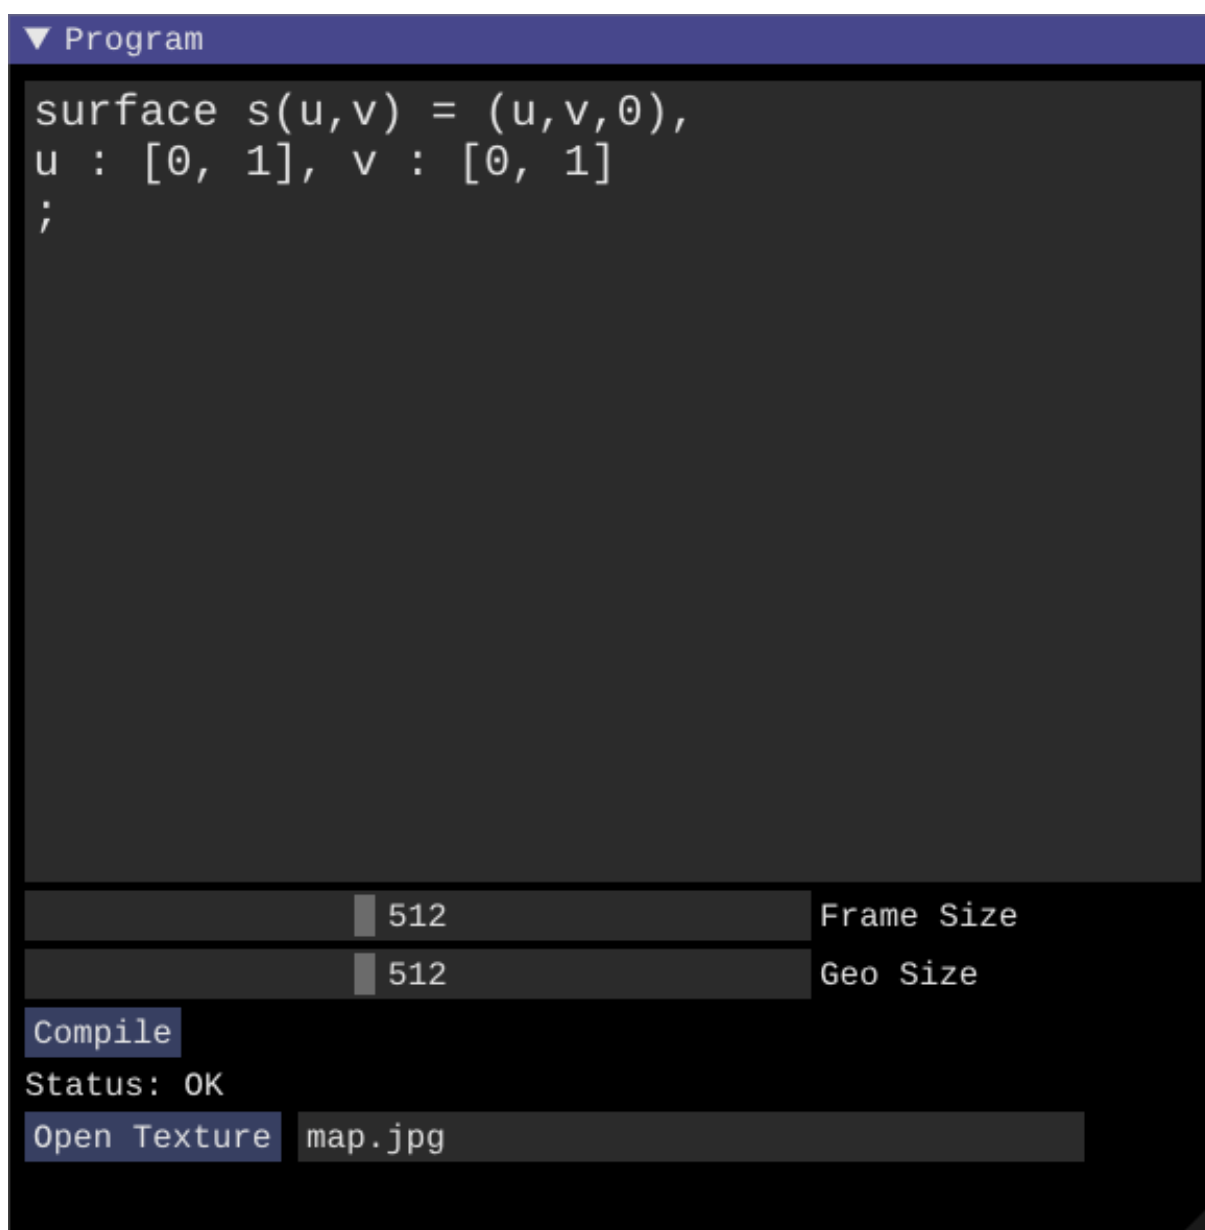 Program
surface s(u,v) = (u,v,0),
u : [0, 1], v : [0, 1]
;
512 Frame Size
512 Geo Size
Compile
Status: OK
Open Texture map.jpg